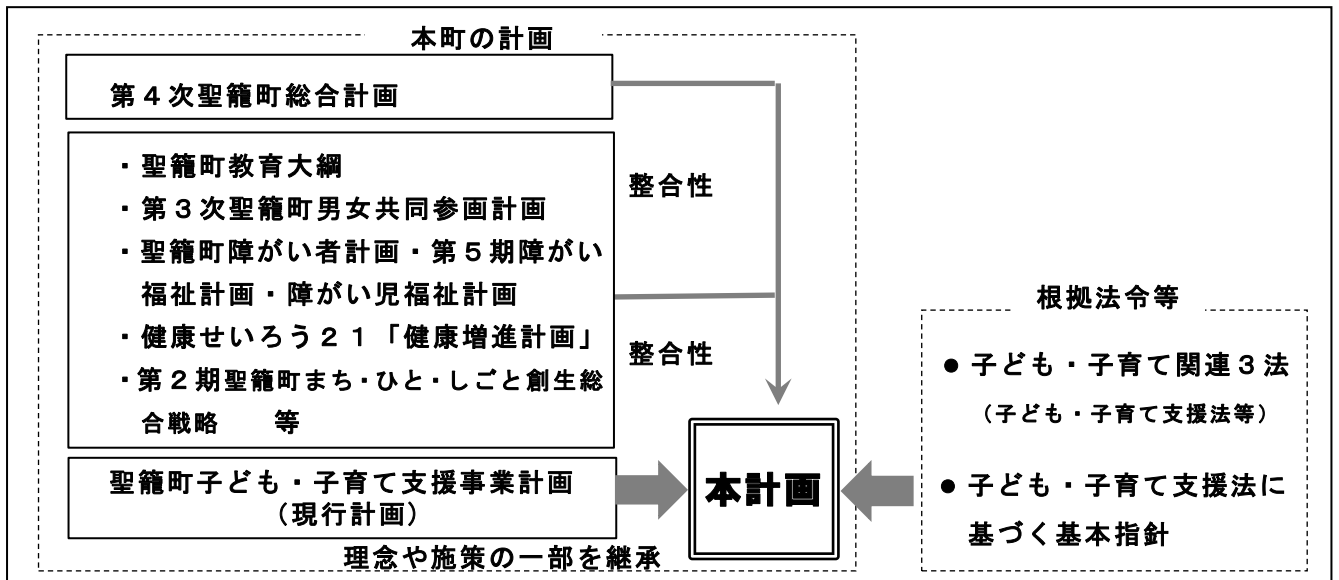 本町の計画
第４次聖籠町総合計画
・聖籠町教育大綱
・第３次聖籠町男女共同参画計画
・聖籠町障がい者計画・第５期障がい
福祉計画・障がい児福祉計画
・健康せいろう２１「健康増進計画」
・第２期聖籠町まち・ひと・しごと創生総
合戦略　等
整合性
整合性
聖籠町子ども・子育て支援事業計画
（現行計画）
理念や施策の一部を継承
本計画
根拠法令等
● 子ども・子育て関連３法
（子ども・子育て支援法等）
● 子ども・子育て支援法に
基づく基本指針